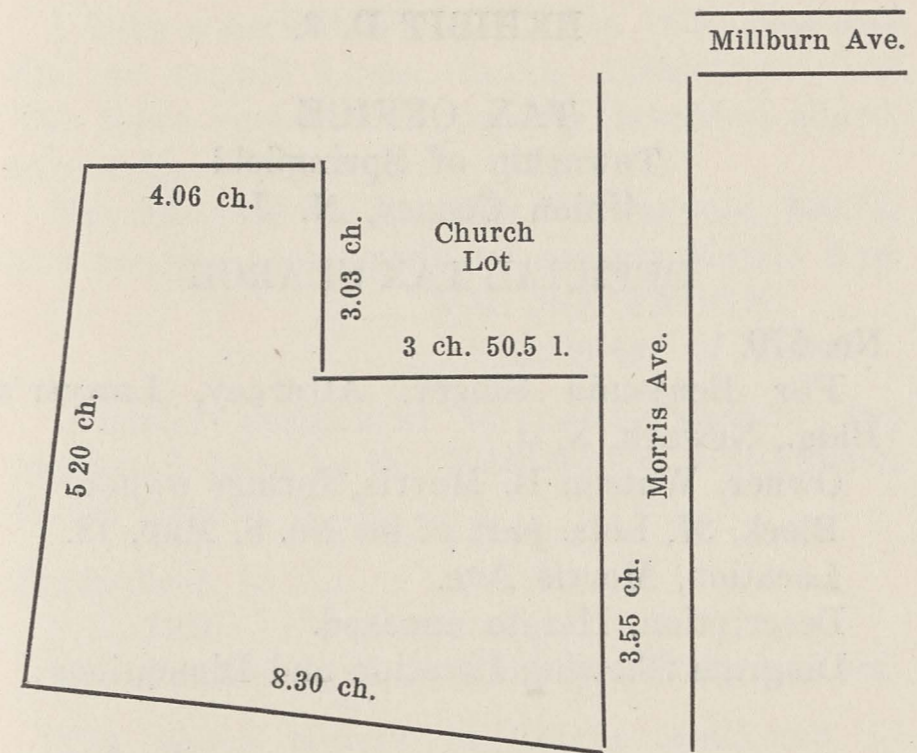 Millburn Ave.
4.06 ch.
3.03 ch.
Church
Lot
3 ch. 50.5 l.
5 20 ch.
Morris Ave.
3.55 ch.
8.30 ch.